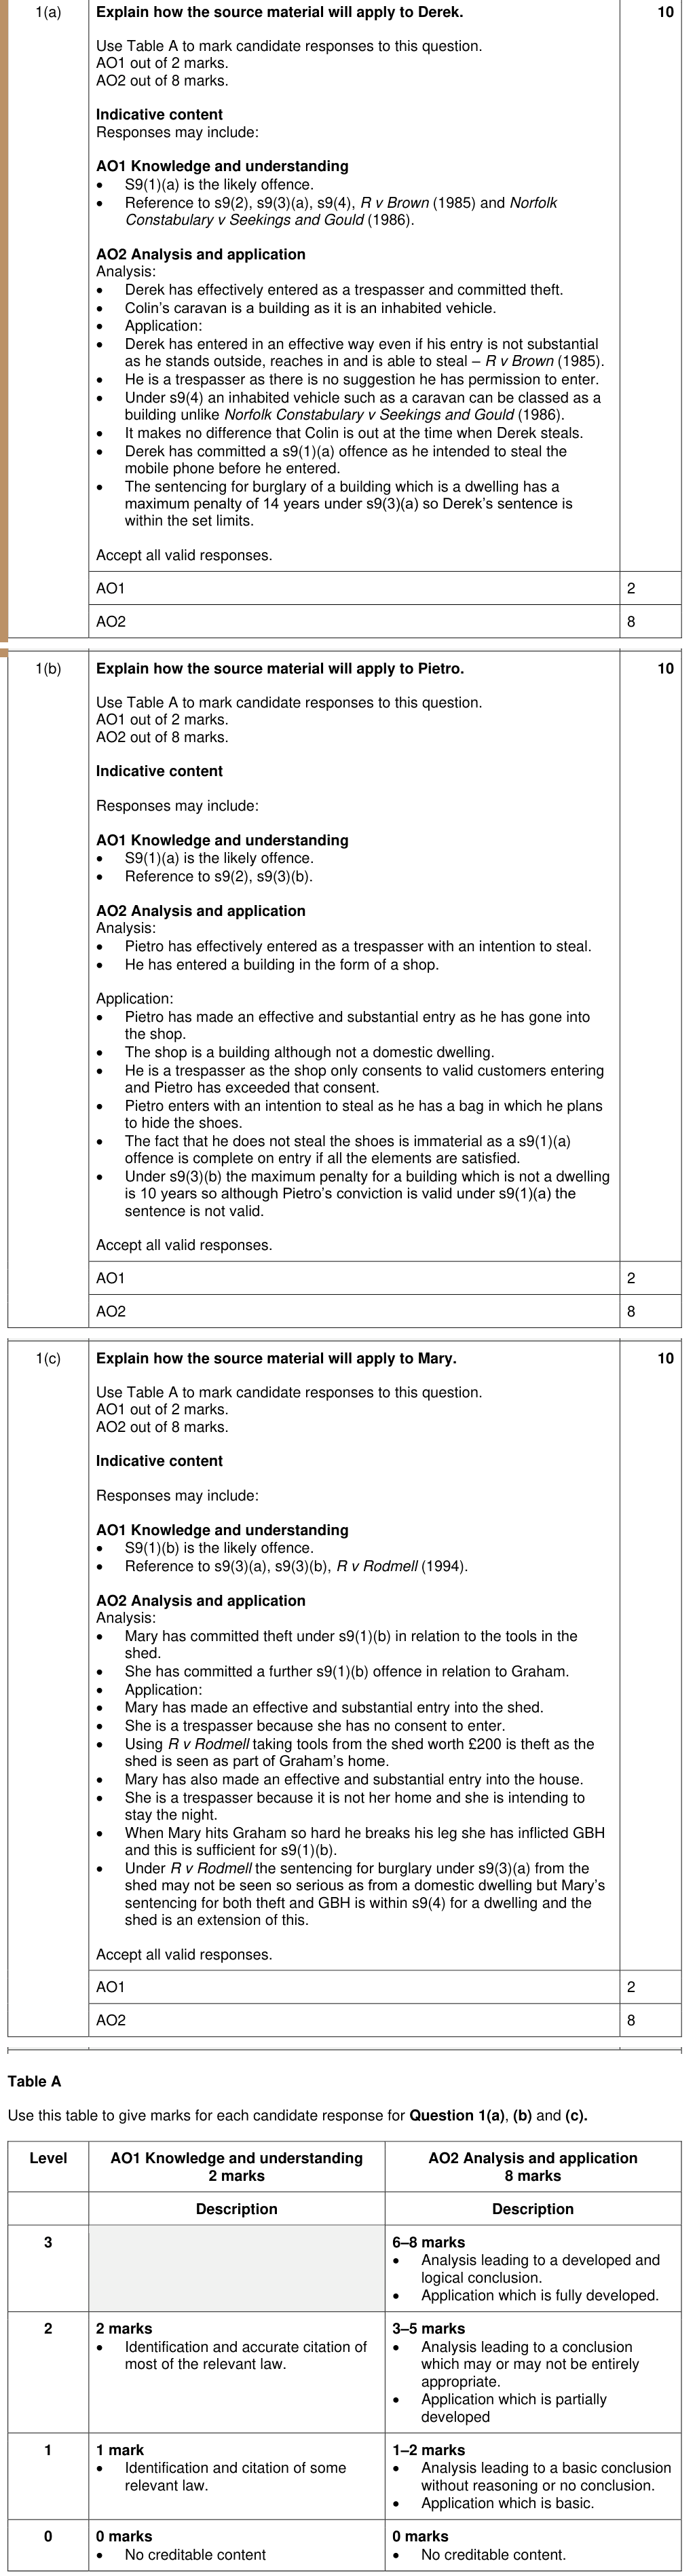 1(a) Explain how the source material will apply to Derek. 10
Use Table A to mark candidate responses to this question.
AO1 out of 2 marks.
AO2 out of 8 marks.
Indicative content
Responses may include:
AO1 Knowledge and understanding
• S9(1)(a) is the likely offence.
• Reference to s9(2), s9(3)(a), s9(4), R v Brown (1985) and Norfolk
Constabulary v Seekings and Gould (1986).
AO2 Analysis and application
Analysis:
• Derek has effectively entered as a trespasser and committed theft.
• Colin's caravan is a building as it is an inhabited vehicle.
• Application:
• Derek has entered in an effective way even if his entry is not substantial
as he stands outside, reaches in and is able to steal – R v Brown (1985).
• He is a trespasser as there is no suggestion he has permission to enter.
• Under s9(4) an inhabited vehicle such as a caravan can be classed as a
building unlike Norfolk Constabulary v Seekings and Gould (1986).
• It makes no difference that Colin is out at the time when Derek steals.
• Derek has committed a s9(1)(a) offence as he intended to steal the
mobile phone before he entered.
• The sentencing for burglary of a building which is a dwelling has a
maximum penalty of 14 years under s9(3)(a) so Derek's sentence is
within the set limits.
Accept all valid responses.
AO1 2
AO2 8
1(b) Explain how the source material will apply to Pietro. 10
Use Table A to mark candidate responses to this question.
AO1 out of 2 marks.
AO2 out of 8 marks.
Indicative content
Responses may include:
AO1 Knowledge and understanding
• S9(1)(a) is the likely offence.
• Reference to s9(2), s9(3)(b).
AO2 Analysis and application
Analysis:
• Pietro has effectively entered as a trespasser with an intention to steal.
• He has entered a building in the form of a shop.
Application:
• Pietro has made an effective and substantial entry as he has gone into
the shop.
• The shop is a building although not a domestic dwelling.
• He is a trespasser as the shop only consents to valid customers entering
and Pietro has exceeded that consent.
• Pietro enters with an intention to steal as he has a bag in which he plans
to hide the shoes.
• The fact that he does not steal the shoes is immaterial as a s9(1)(a)
offence is complete on entry if all the elements are satisfied.
• Under s9(3)(b) the maximum penalty for a building which is not a dwelling
is 10 years so although Pietro's conviction is valid under s9(1)(a) the
sentence is not valid.
Accept all valid responses.
AO1 2
AO2 8
1(c) Explain how the source material will apply to Mary. 10
Use Table A to mark candidate responses to this question.
AO1 out of 2 marks.
AO2 out of 8 marks.
Indicative content
Responses may include:
AO1 Knowledge and understanding
• S9(1)(b) is the likely offence.
• Reference to s9(3)(a), s9(3)(b), R v Rodmell (1994).
AO2 Analysis and application
Analysis:
• Mary has committed theft under s9(1)(b) in relation to the tools in the
shed.
• She has committed a further s9(1)(b) offence in relation to Graham.
• Application:
• Mary has made an effective and substantial entry into the shed.
• She is a trespasser because she has no consent to enter.
• Using R v Rodmell taking tools from the shed worth £200 is theft as the
shed is seen as part of Graham's home.
• Mary has also made an effective and substantial entry into the house.
• She is a trespasser because it is not her home and she is intending to
stay the night.
• When Mary hits Graham so hard he breaks his leg she has inflicted GBH
and this is sufficient for s9(1)(b).
• Under R v Rodmell the sentencing for burglary under s9(3)(a) from the
shed may not be seen so serious as from a domestic dwelling but Mary's
sentencing for both theft and GBH is within s9(4) for a dwelling and the
shed is an extension of this.
Accept all valid responses.
AO1 2
AO2 8
Table A
Use this table to give marks for each candidate response for Question 1(a), (b) and (c).
Level
AO1 Knowledge and understanding
2 marks
AO2 Analysis and application
8 marks
Description
Description
3
6–8 marks
• Analysis leading to a developed and
logical conclusion.
• Application which is fully developed.
2
2 marks
• Identification and accurate citation of
most of the relevant law.
3–5 marks
• Analysis leading to a conclusion
which may or may not be entirely
appropriate.
• Application which is partially
developed
1
1 mark
• Identification and citation of some
relevant law.
1–2 marks
• Analysis leading to a basic conclusion
without reasoning or no conclusion.
• Application which is basic.
0
0 marks
• No creditable content
0 marks
• No creditable content.